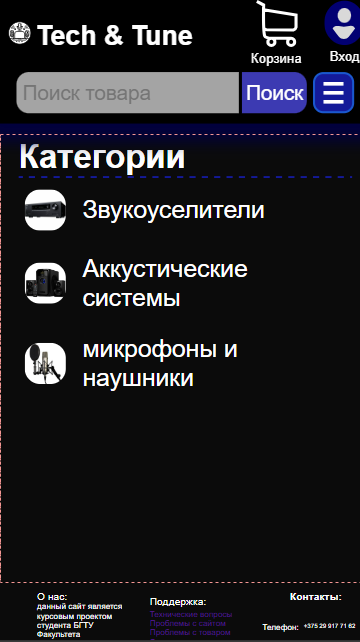 Tech & Tune
Корзина
Вход
Поиск товара
Поиск
Категории
Звукоуселители
Аккустические
системы
микрофоны и
наушники
О нас:
данный сайт является
курсовым проектом
студента БГТУ
Факультета
Поддержка:
Технические вопросы
Проблемы с сайтом
Проблемы с товаром
Контакты:
Телефон: +375 29 917 71 62